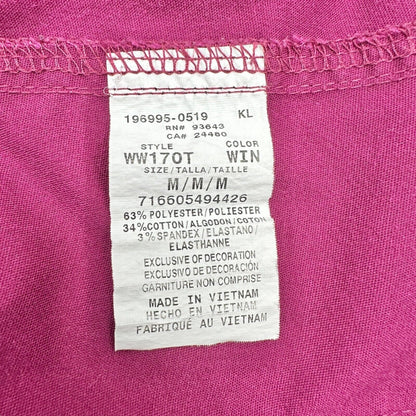 196995-0519 KL
RN# 93643
CA# 24460
STYLE COLOR
WW170T WIN
SIZE/TALLA/TAILLE
M/M/M
716605494426
63% POLYESTER/POLIESTER
34%COTTON/ALGODON/COTON
3% SPANDEX/ELASTANO/
ELASTHANNE
EXCLUSIVE OF DECORATION
EXCLUSIVO DE DECORACIÓN
GARNITURE NON COMPRISE
MADE IN VIETNAM
HECHO EN VIETNAM
FABRIQUÉ AU VIETNAM